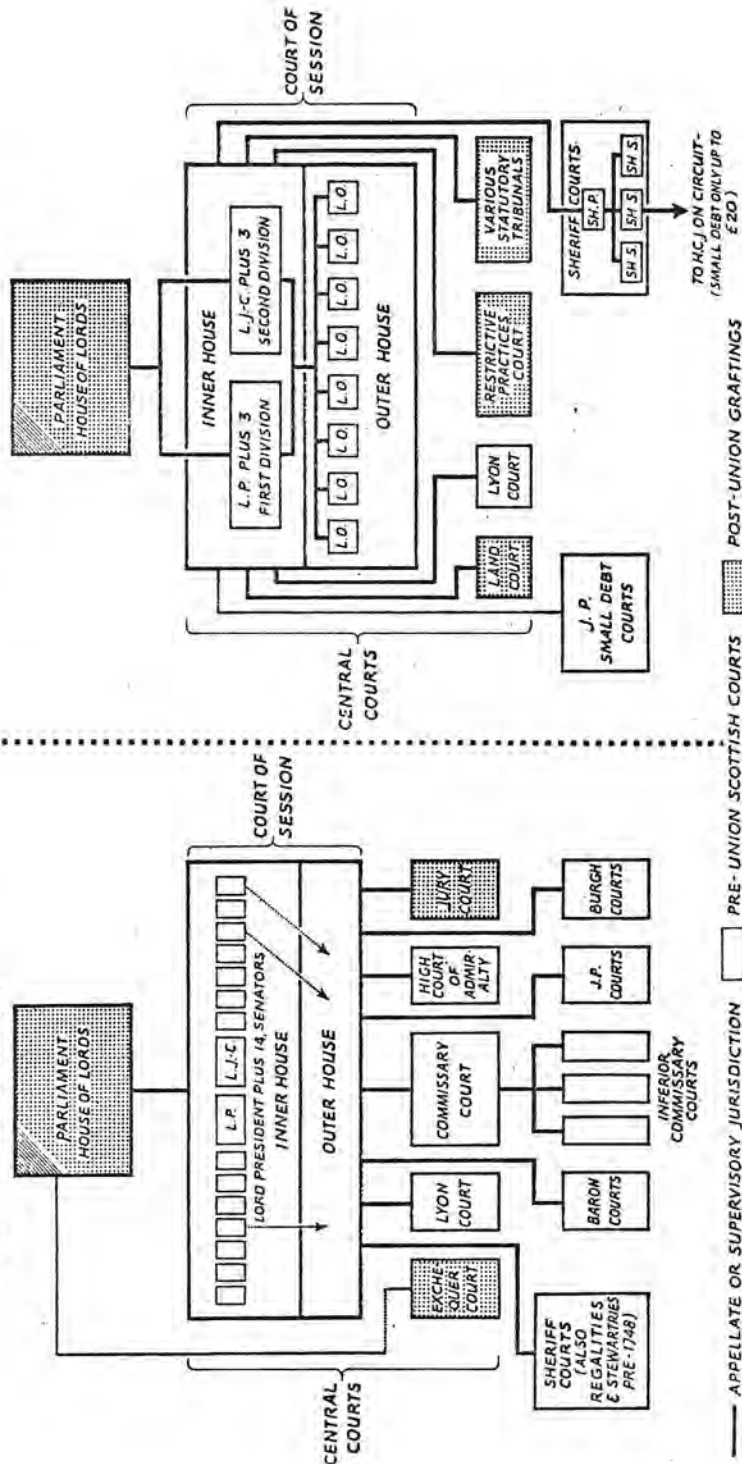 PARLIAMENT
HOUSE OF LORDS
COURT OF
SESSION
L.P.
L.J-C.
LORD PRESIDENT PLUS 14, SENATORS
INNER HOUSE
OUTER HOUSE
CENTRAL
COURTS
EXCHE-
QUER
COURT
LYON
COURT
COMMISSARY
COURT
HIGH
COURT
OF
ADMIR-
ALTY
JURY
COURT
SHERIFF
COURTS
(ALSO
REGALITIES
& STEWARTRIES
PRE-1748)
BARON
COURTS
INFERIOR
COMMISSARY
COURTS
J.P.
COURTS
BURGH
COURTS
PARLIAMENT
HOUSE OF LORDS
COURT OF
SESSION
INNER HOUSE
L.P. PLUS 3
FIRST DIVISION
L.J.-C. PLUS 3
SECOND DIVISION
L.O. L.O. L.O. L.O. L.O. L.O. L.O. L.O.
OUTER HOUSE
CENTRAL
COURTS
LAND
COURT
LYON
COURT
RESTRICTIVE
PRACTICES
COURT
VARIOUS
STATUTORY
TRIBUNALS
J.P.
SMALL DEBT
COURTS
SHERIFF COURTS
SH.P.
SH.S. SH.S. SH.S.
TO H.C.J. ON CIRCUIT-
(SMALL DEBT ONLY UP TO
£20)
APPELLATE OR SUPERVISORY JURISDICTION PRE-UNION SCOTTISH COURTS POST-UNION GRAFTINGS